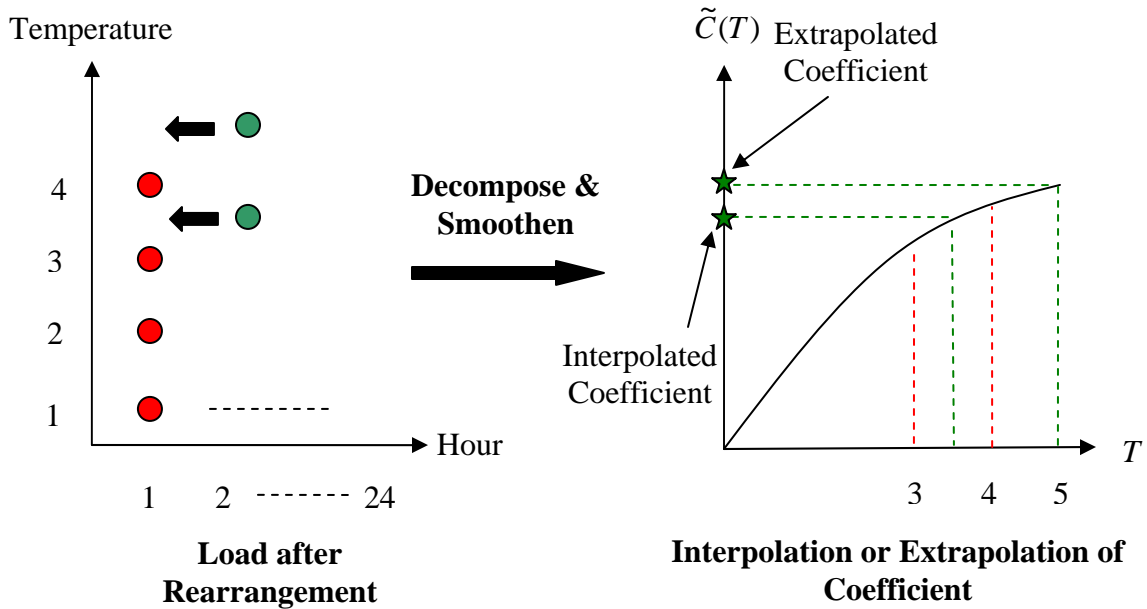 Temperature
4
3
2
1
Hour
1 2 24
Load after
Rearrangement
Decompose &
Smoothen
C̃(T)
Extrapolated
Coefficient
Interpolated
Coefficient
T
3 4 5
Interpolation or Extrapolation of
Coefficient